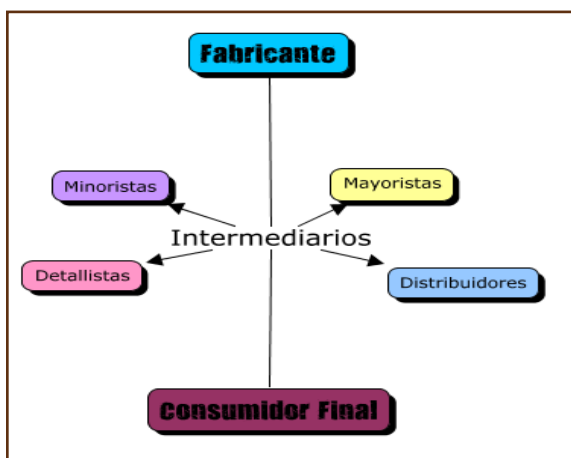 Fabricante
Minoristas
Mayoristas
Intermediarios
Detallistas
Distribuidores
Consumidor Final